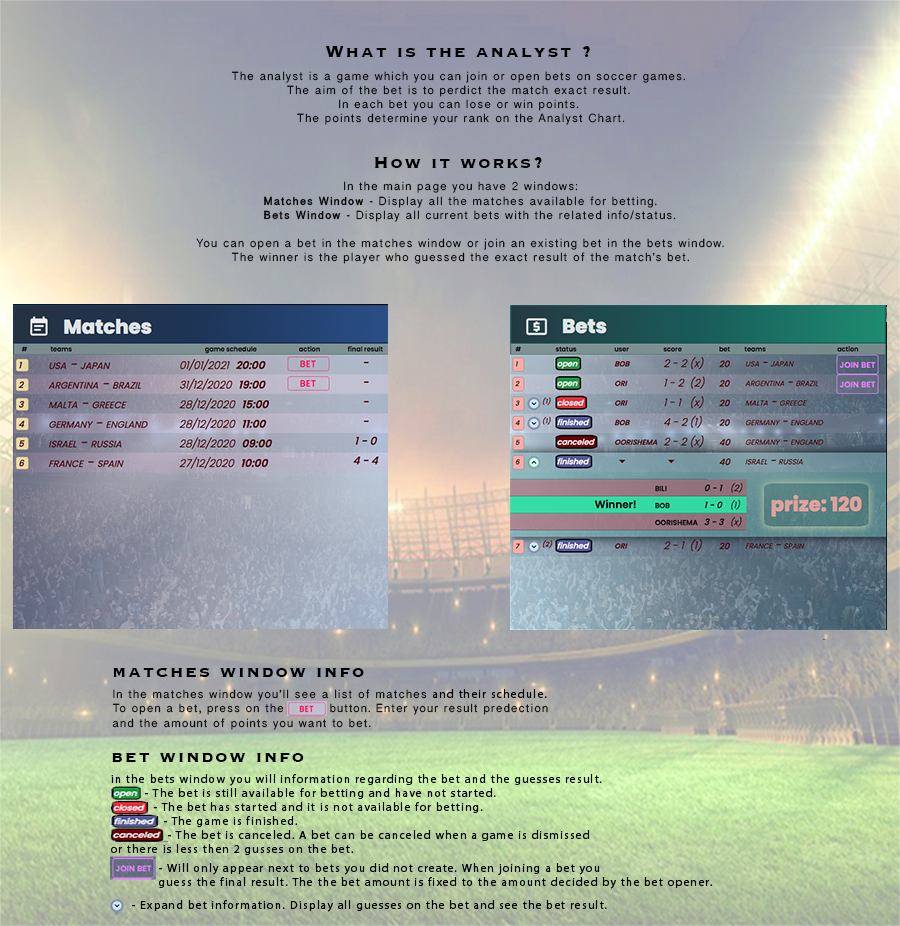 WHAT IS THE ANALYST ?
The analyst is a game which you can join or open bets on soccer games.
The aim of the bet is to perdict the match exact result.
In each bet you can lose or win points.
The points determine your rank on the Analyst Chart.
HOW IT WORKS?
In the main page you have 2 windows:
Matches Window - Display all the matches available for betting.
Bets Window - Display all current bets with the related info/status.
You can open a bet in the matches window or join an existing bet in the bets window.
The winner is the player who guessed the exact result of the match's bet.
Matches
# teams game schedule action final result
1 USA - JAPAN 01/01/2021 20:00 BET -
2 ARGENTINA - BRAZIL 31/12/2020 19:00 BET -
3 MALTA - GREECE 28/12/2020 15:00 -
4 GERMANY - ENGLAND 28/12/2020 11:00 -
5 ISRAEL - RUSSIA 28/12/2020 09:00 1 - 0
6 FRANCE - SPAIN 27/12/2020 10:00 4 - 4
Bets
# status user score bet teams action
1 open BOB 2 - 2 (x) 20 USA - JAPAN JOIN BET
2 open ORI 1 - 2 (2) 20 ARGENTINA - BRAZIL JOIN BET
3 (1) closed ORI 1 - 1 (x) 20 MALTA - GREECE
4 (1) finished BOB 4 - 2 (1) 20 GERMANY - ENGLAND
5 canceled OORISHEMA 2 - 2 (x) 40 GERMANY - ENGLAND
6 finished 40 ISRAEL - RUSSIA
BILI 0 - 1 (2)
Winner! BOB 1 - 0 (1)
OORISHEMA 3 - 3 (x)
prize: 120
7 (2) finished ORI 2 - 1 (1) 20 FRANCE - SPAIN
MATCHES WINDOW INFO
In the matches window you'll see a list of matches and their schedule.
To open a bet, press on the BET button. Enter your result predection
and the amount of points you want to bet.
BET WINDOW INFO
in the bets window you will information regarding the bet and the guesses result.
open - The bet is still available for betting and have not started.
closed - The bet has started and it is not available for betting.
finished - The game is finished.
canceled - The bet is canceled. A bet can be canceled when a game is dismissed
or there is less then 2 gusses on the bet.
JOIN BET - Will only appear next to bets you did not create. When joining a bet you
guess the final result. The the bet amount is fixed to the amount decided by the bet opener.
- Expand bet information. Display all guesses on the bet and see the bet result.